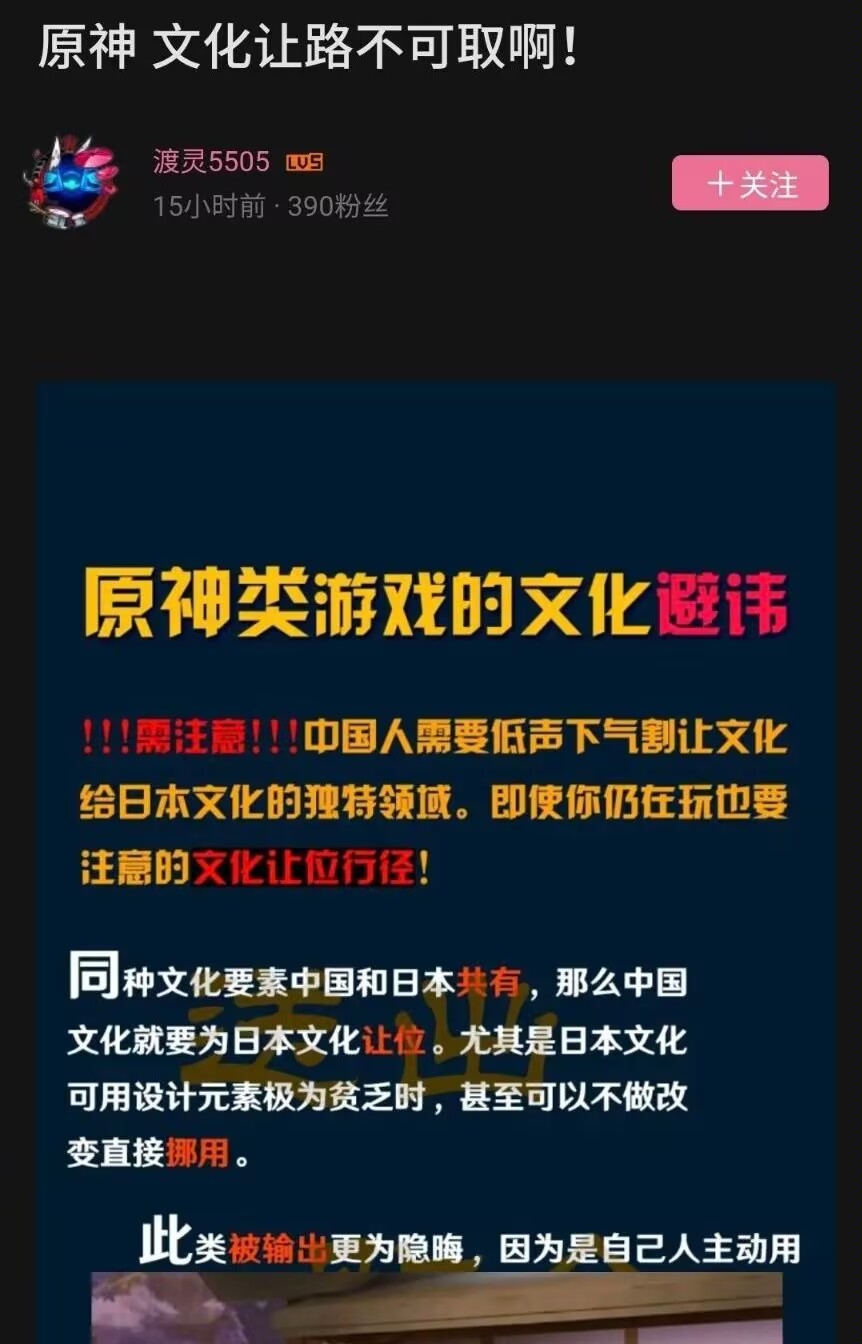 原神 文化让路不可取啊！
渡灵5505 LV5
15小时前 · 390粉丝
＋关注
原神类游戏的文化避讳
!!!需注意!!!中国人需要低声下气割让文化
给日本文化的独特领域。即使你仍在玩也要
注意的文化让位行径！
同种文化要素中国和日本共有，那么中国
文化就要为日本文化让位。尤其是日本文化
可用设计元素极为贫乏时，甚至可以不做改
变直接挪用。
此类被输出更为隐晦，因为是自己人主动用